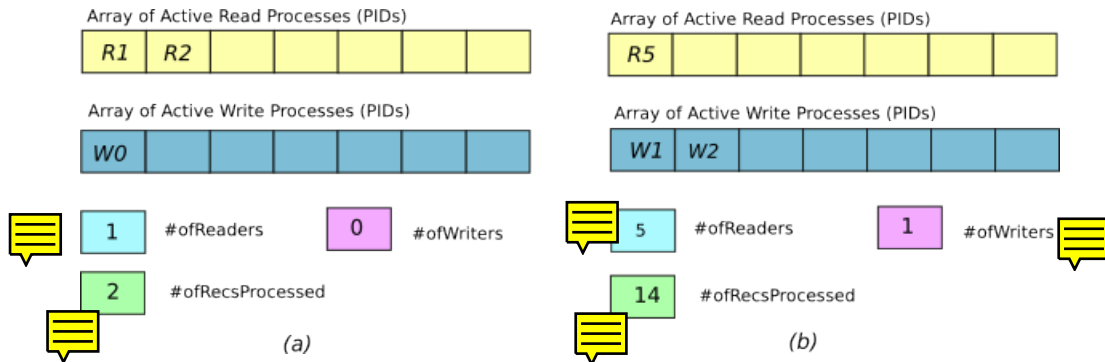 Array of Active Read Processes (PIDs)
R1 R2
Array of Active Write Processes (PIDs)
W0
1 #ofReaders 0 #ofWriters
2 #ofRecsProcessed
(a)
Array of Active Read Processes (PIDs)
R5
Array of Active Write Processes (PIDs)
W1 W2
5 #ofReaders 1 #ofWriters
14 #ofRecsProcessed
(b)